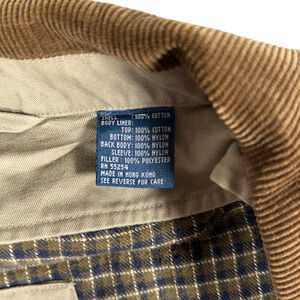 SHELL :100% COTTON
BODY LINER:
TOP: 100% COTTON
BOTTOM: 100% NYLON
BACK BODY: 100% NYLON
SLEEVE: 100% NYLON
FILLER: 100% POLYESTER
RN 55254
MADE IN HONG KONG
SEE REVERSE FOR CARE